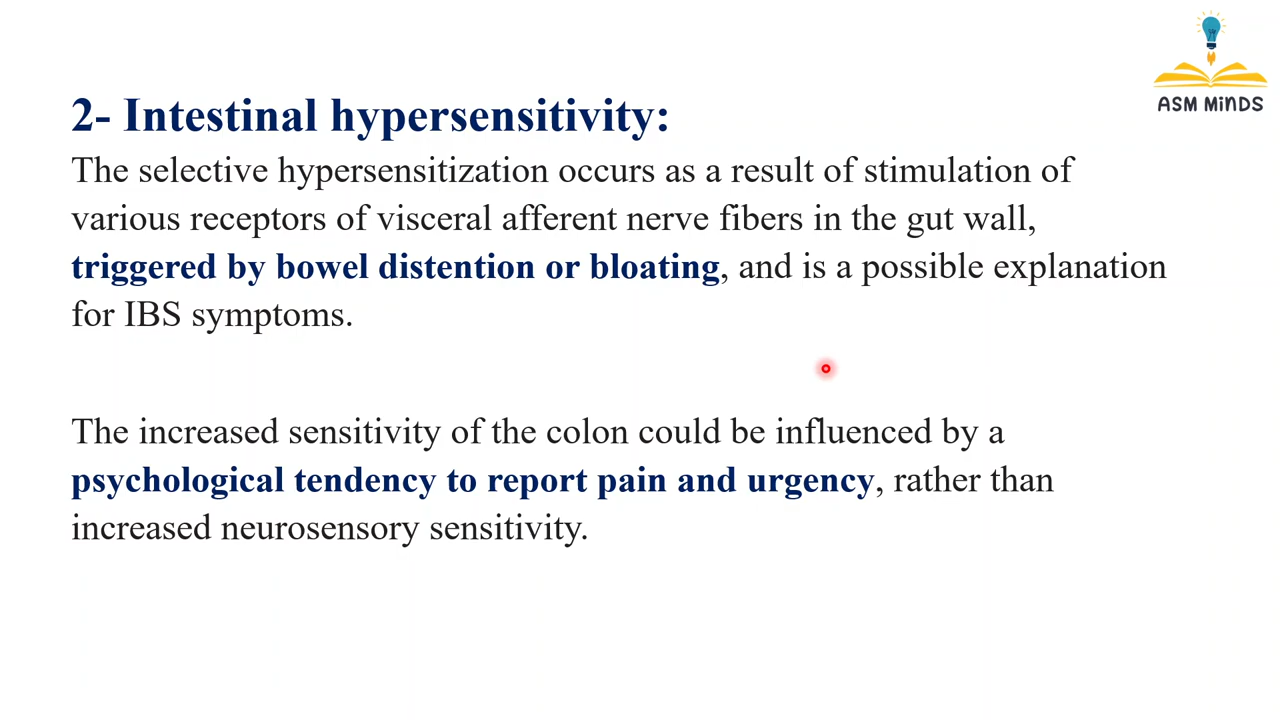 ASM MiNDS
2- Intestinal hypersensitivity:
The selective hypersensitization occurs as a result of stimulation of
various receptors of visceral afferent nerve fibers in the gut wall,
triggered by bowel distention or bloating, and is a possible explanation
for IBS symptoms.
The increased sensitivity of the colon could be influenced by a
psychological tendency to report pain and urgency, rather than
increased neurosensory sensitivity.